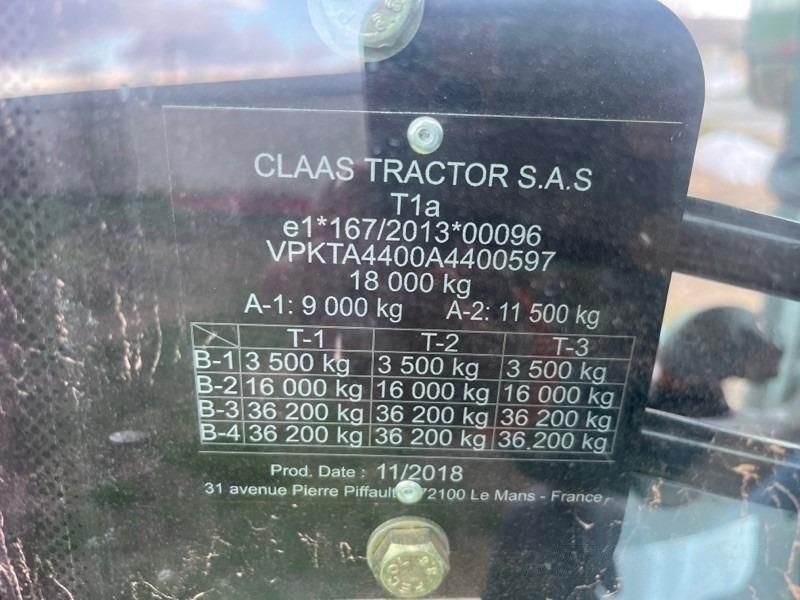 CLAAS TRACTOR S.A.S
T1a
e1*167/2013*00096
VPKTA4400A4400597
18 000 kg
A-1: 9 000 kg A-2: 11 500 kg
T-1 T-2 T-3
B-1 3 500 kg 3 500 kg 3 500 kg
B-2 16 000 kg 16 000 kg 16 000 kg
B-3 36 200 kg 36 200 kg 36 200 kg
B-4 36 200 kg 36 200 kg 36 200 kg
Prod. Date : 11/2018
31 avenue Pierre Piffault 72100 Le Mans - France